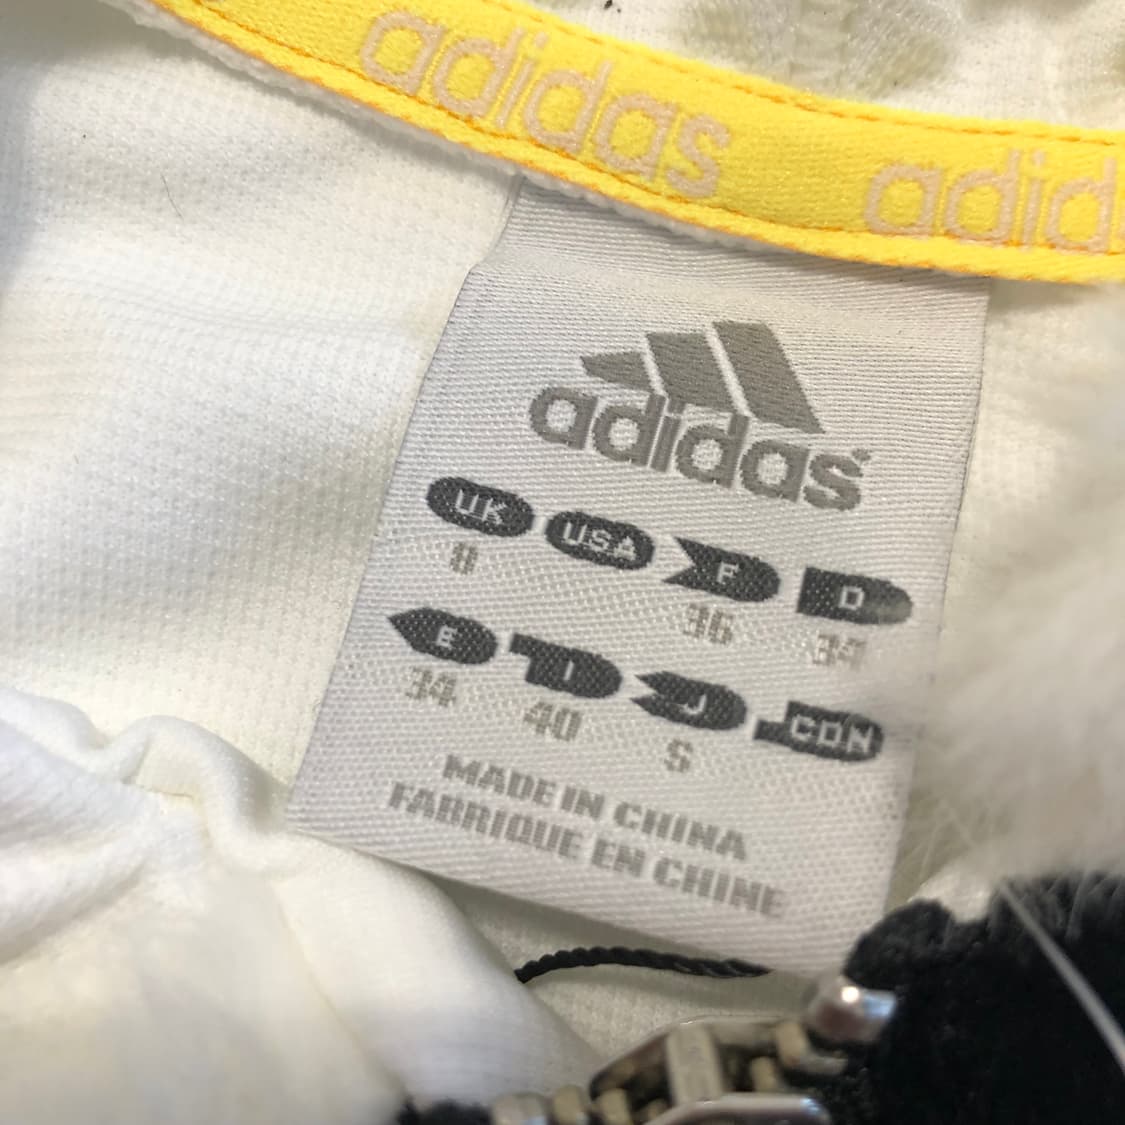 adidas adidas
adidas
UK USA F D
8 36 34
E I J CDN
34 40 S
MADE IN CHINA
FABRIQUE EN CHINE